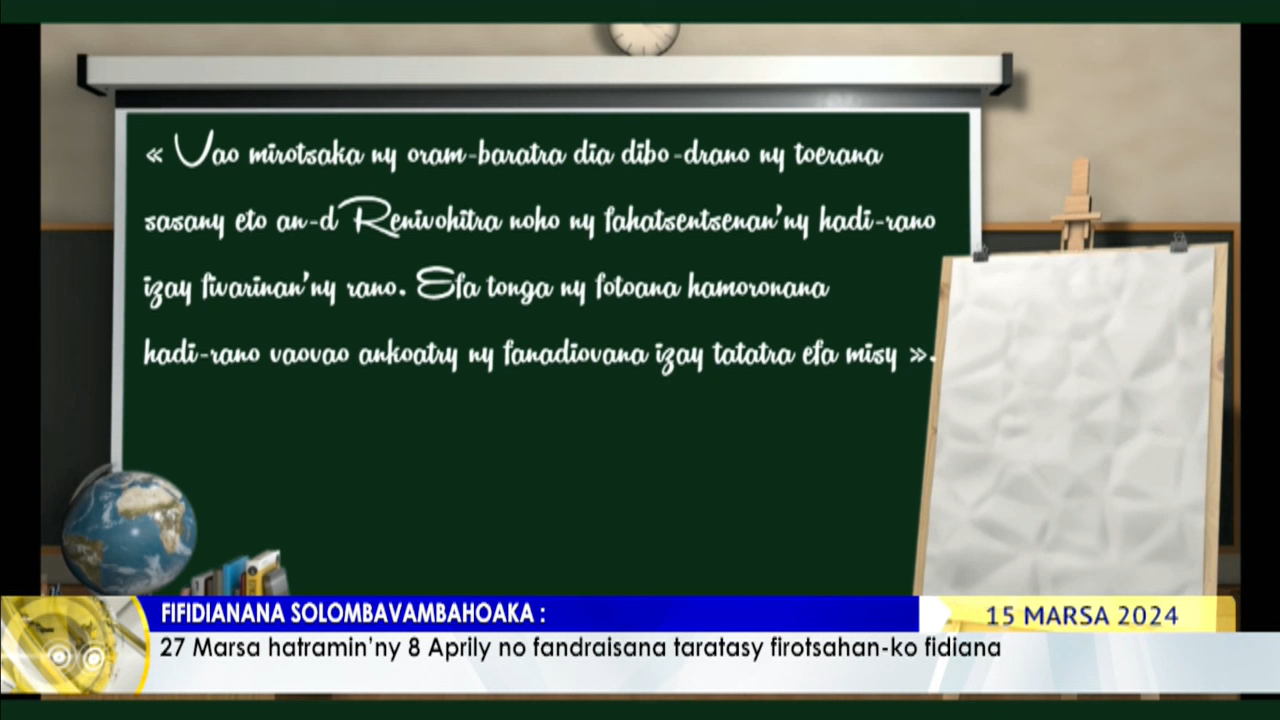 « Vao mirotsaka ny oram-baratra dia dibo-drano ny toerana
sasany eto an-dRenivohitra noho ny fahatsentsenan'ny hadi-rano
izay fivarinan'ny rano. Efa tonga ny fotoana hamoronana
hadi-rano vaovao ankoatry ny fanadiovana izay tatatra efa misy ».
FIFIDIANANA SOLOMBAVAMBAHOAKA :
15 MARSA 2024
27 Marsa hatramin'ny 8 Aprily no fandraisana taratasy firotsahan-ko fidiana